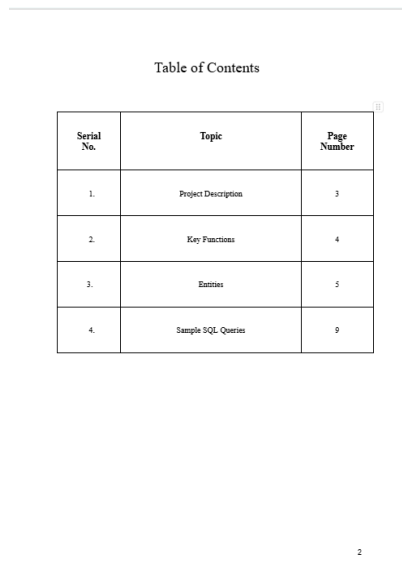 Table of Contents
Serial No.
Topic
Page Number
1.
Project Description
3
2.
Key Functions
4
3.
Entities
5
4.
Sample SQL Queries
9
2